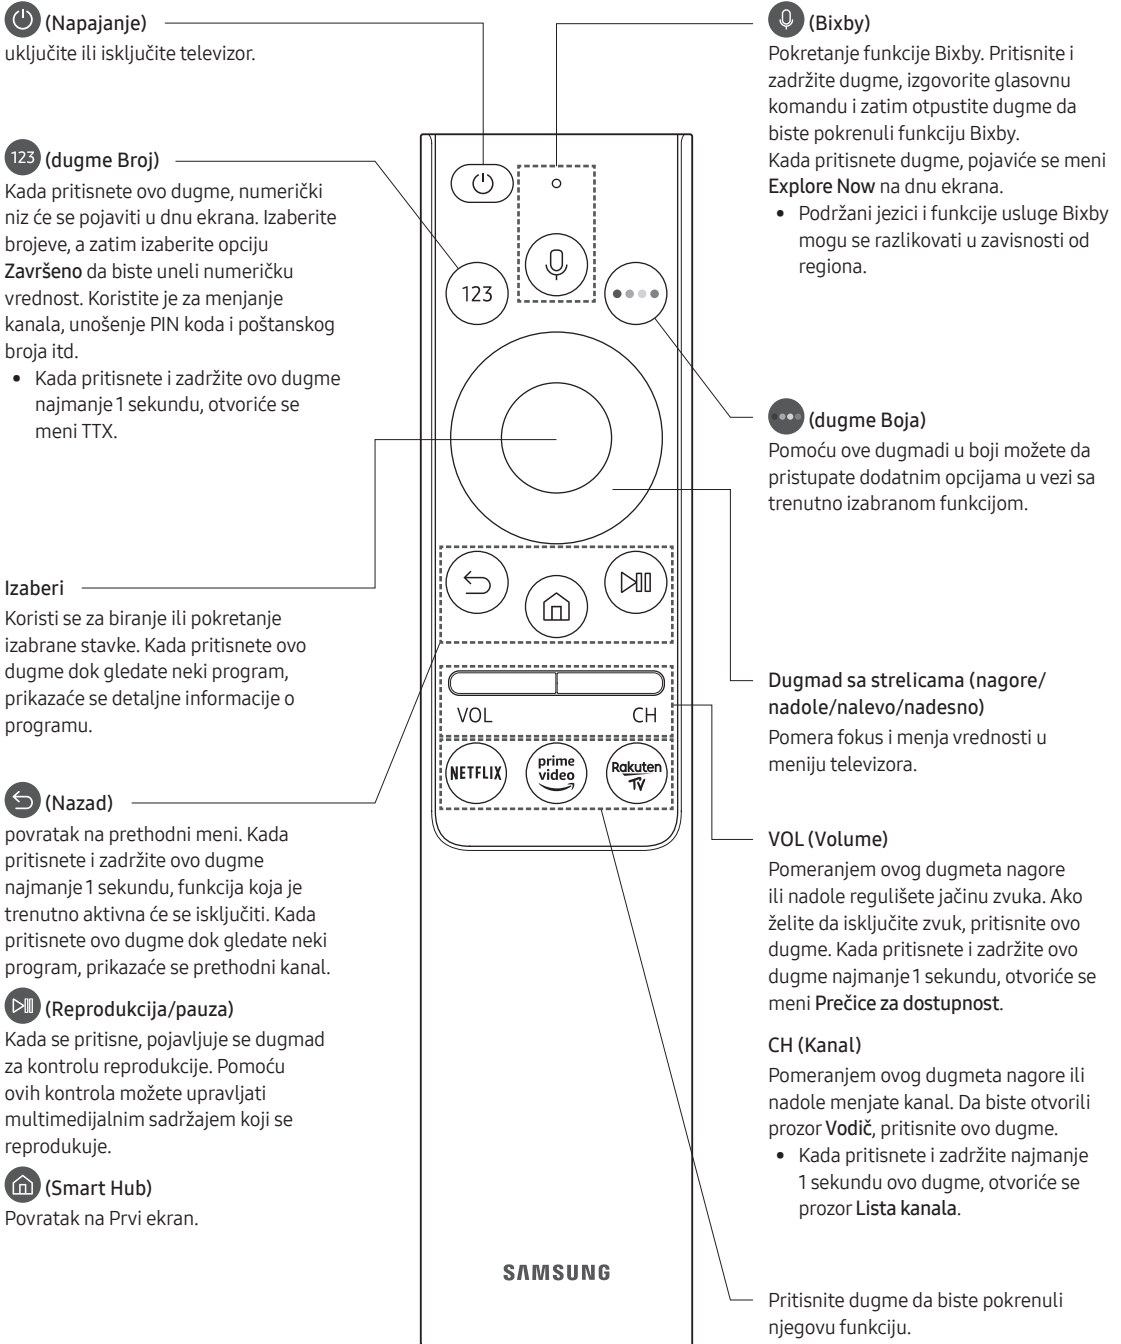 (Napajanje)
uključite ili isključite televizor.
123 (dugme Broj)
Kada pritisnete ovo dugme, numerički
niz će se pojaviti u dnu ekrana. Izaberite
brojeve, a zatim izaberite opciju
Završeno da biste uneli numeričku
vrednost. Koristite je za menjanje
kanala, unošenje PIN koda i poštanskog
broja itd.
• Kada pritisnete i zadržite ovo dugme
najmanje 1 sekundu, otvoriće se
meni TTX.
Izaberi
Koristi se za biranje ili pokretanje
izabrane stavke. Kada pritisnete ovo
dugme dok gledate neki program,
prikazaće se detaljne informacije o
programu.
(Nazad)
povratak na prethodni meni. Kada
pritisnete i zadržite ovo dugme
najmanje 1 sekundu, funkcija koja je
trenutno aktivna će se isključiti. Kada
pritisnete ovo dugme dok gledate neki
program, prikazaće se prethodni kanal.
(Reprodukcija/pauza)
Kada se pritisne, pojavljuje se dugmad
za kontrolu reprodukcije. Pomoću
ovih kontrola možete upravljati
multimedijalnim sadržajem koji se
reprodukuje.
(Smart Hub)
Povratak na Prvi ekran.
123
VOL CH
NETFLIX
prime
video
Rakuten
TV
SAMSUNG
(Bixby)
Pokretanje funkcije Bixby. Pritisnite i
zadržite dugme, izgovorite glasovnu
komandu i zatim otpustite dugme da
biste pokrenuli funkciju Bixby.
Kada pritisnete dugme, pojaviće se meni
Explore Now na dnu ekrana.
• Podržani jezici i funkcije usluge Bixby
mogu se razlikovati u zavisnosti od
regiona.
(dugme Boja)
Pomoću ove dugmadi u boji možete da
pristupate dodatnim opcijama u vezi sa
trenutno izabranom funkcijom.
Dugmad sa strelicama (nagore/
nadole/nalevo/nadesno)
Pomera fokus i menja vrednosti u
meniju televizora.
VOL (Volume)
Pomeranjem ovog dugmeta nagore
ili nadole regulišete jačinu zvuka. Ako
želite da isključite zvuk, pritisnite ovo
dugme. Kada pritisnete i zadržite ovo
dugme najmanje 1 sekundu, otvoriće se
meni Prečice za dostupnost.
CH (Kanal)
Pomeranjem ovog dugmeta nagore ili
nadole menjate kanal. Da biste otvorili
prozor Vodič, pritisnite ovo dugme.
• Kada pritisnete i zadržite najmanje
1 sekundu ovo dugme, otvoriće se
prozor Lista kanala.
Pritisnite dugme da biste pokrenuli
njegovu funkciju.